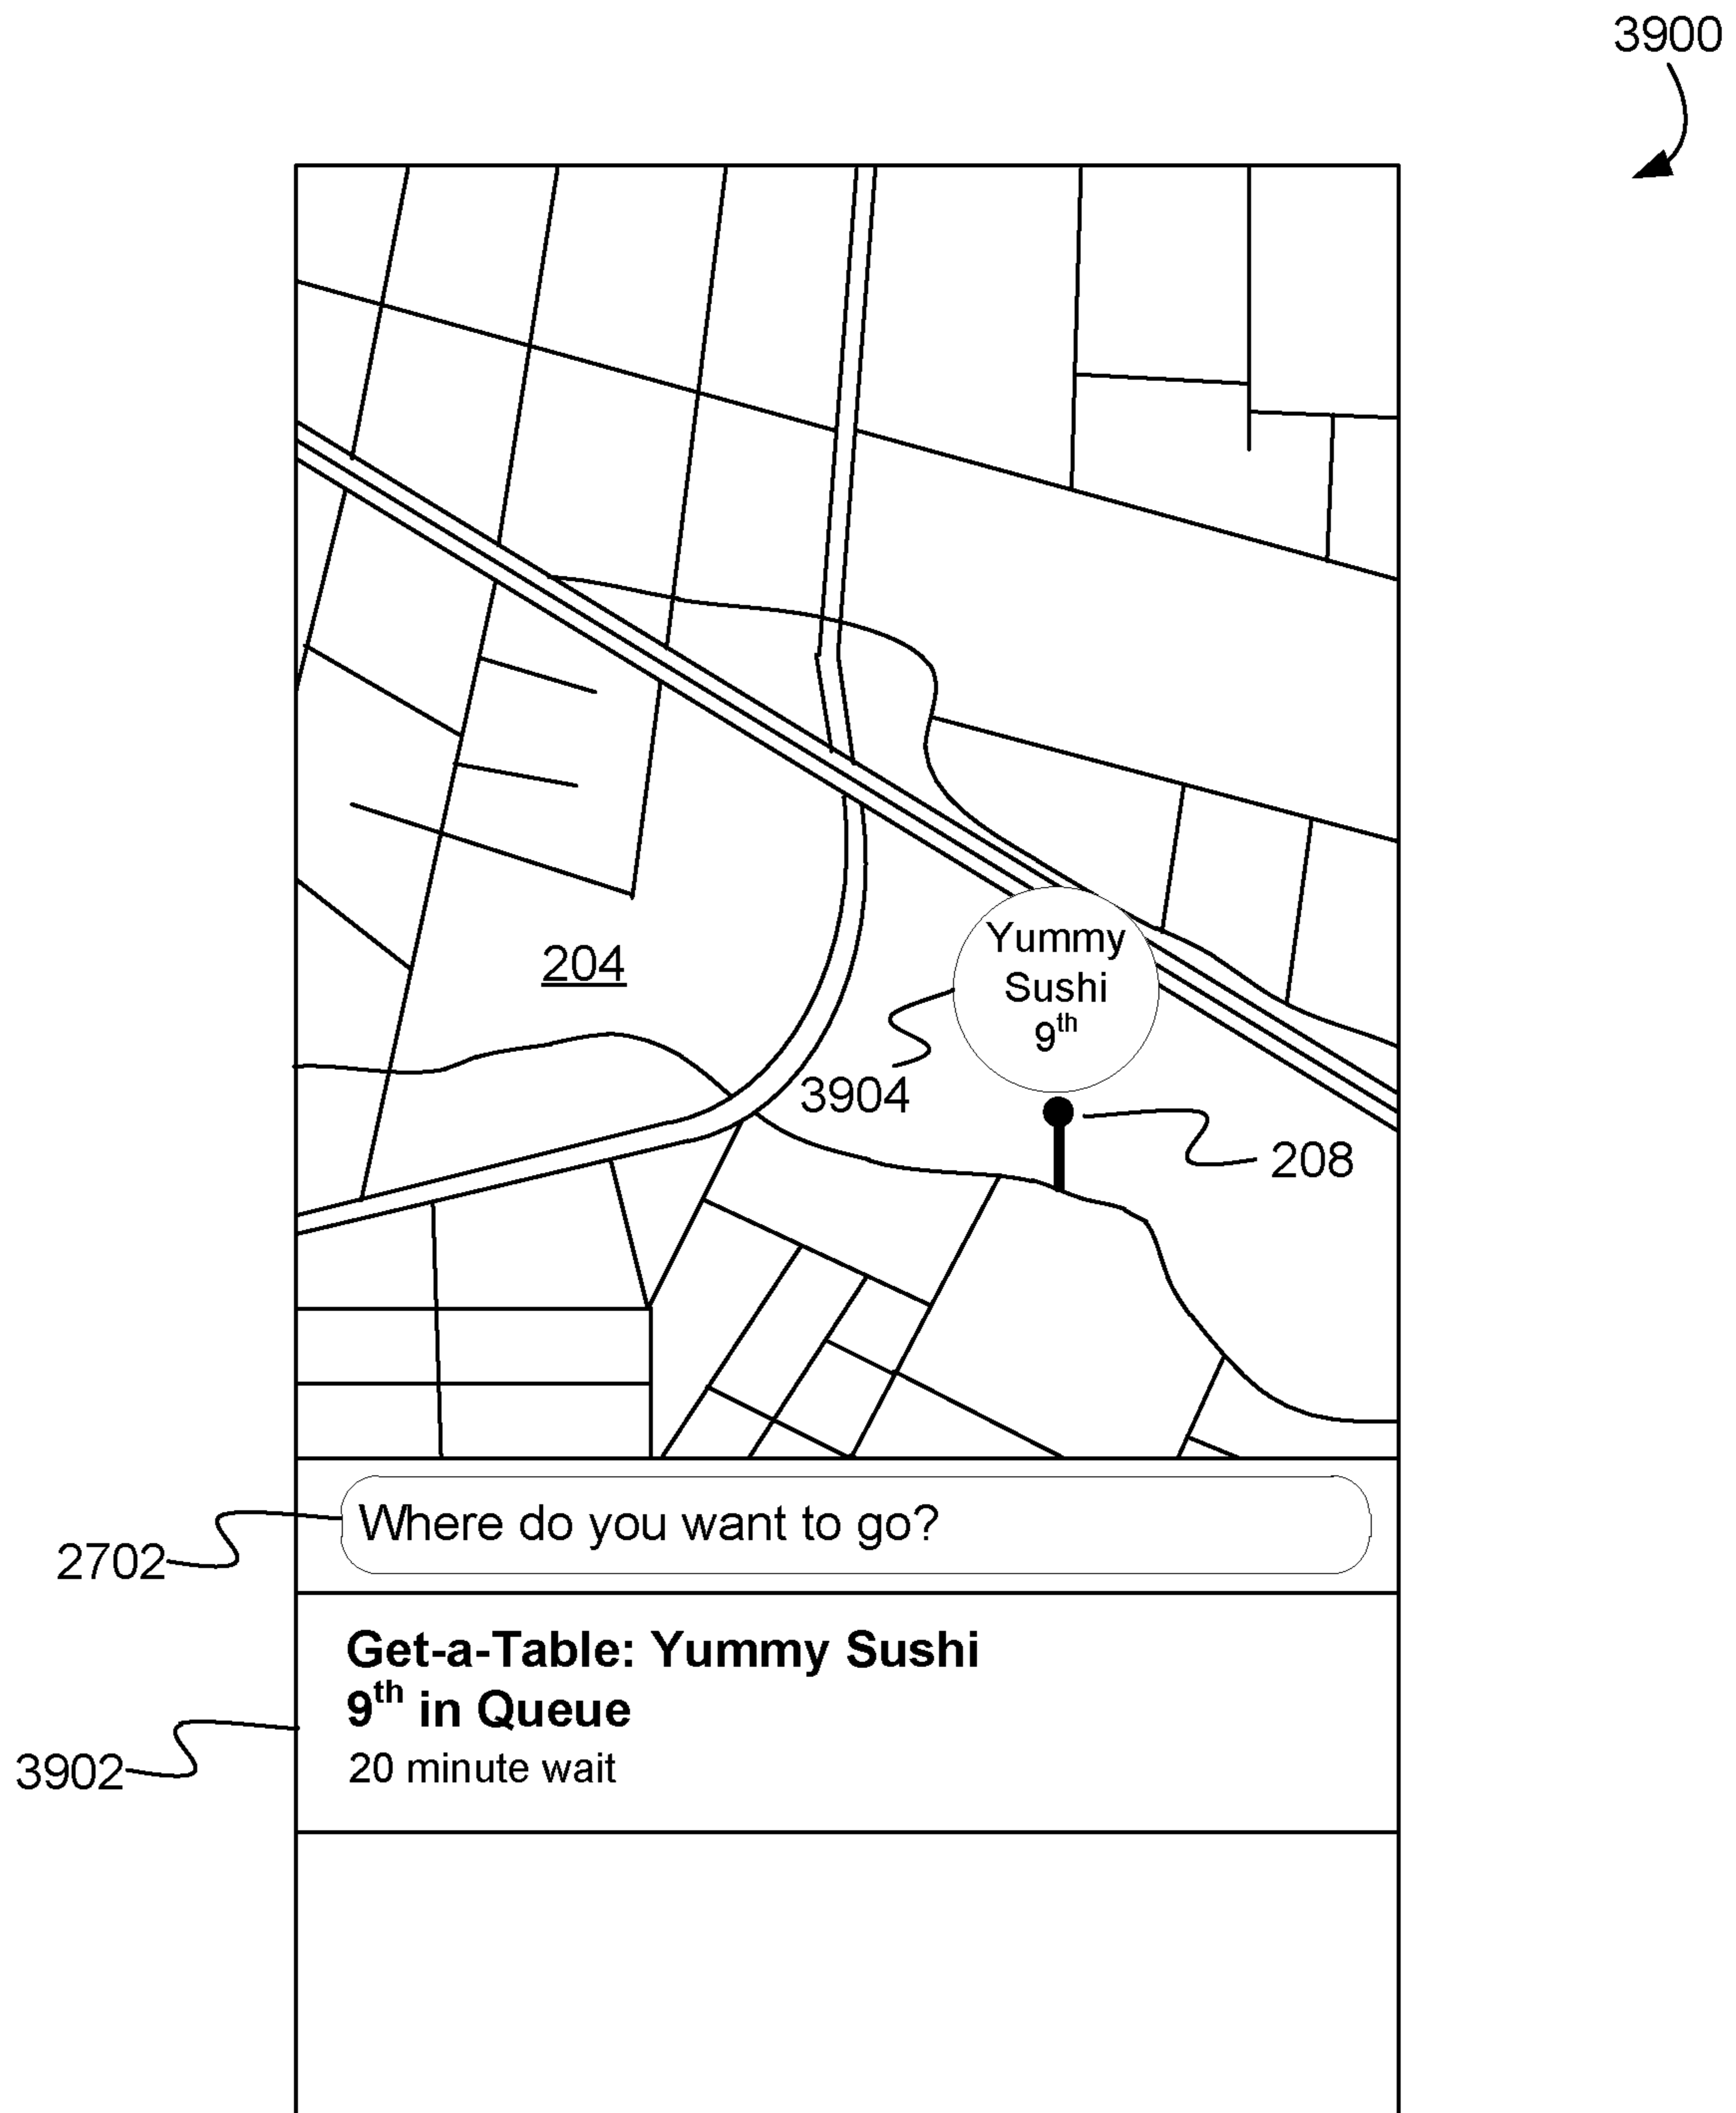 3900
204
Yummy
Sushi
9th
3904
208
Where do you want to go?
2702
Get-a-Table: Yummy Sushi
9th in Queue
20 minute wait
3902